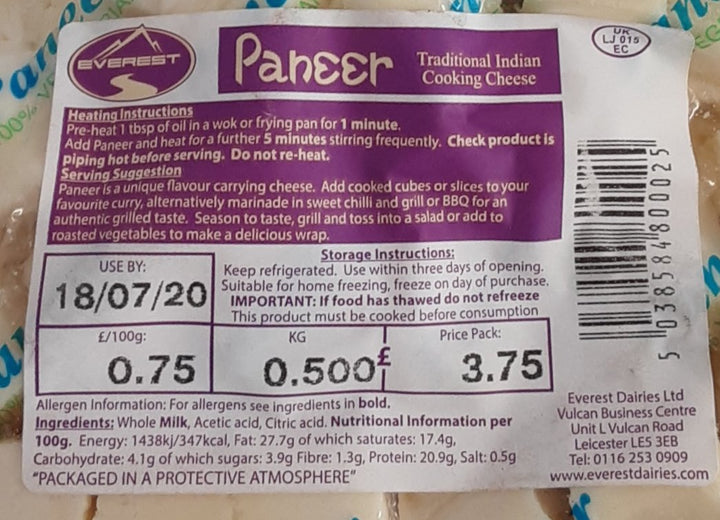 EVEREST
Paneer
Traditional Indian
Cooking Cheese
UK
LJ 015
EC
Heating Instructions
Pre-heat 1 tbsp of oil in a wok or frying pan for 1 minute.
Add Paneer and heat for a further 5 minutes stirring frequently. Check product is
piping hot before serving. Do not re-heat.
Serving Suggestion
Paneer is a unique flavour carrying cheese. Add cooked cubes or slices to your
favourite curry, alternatively marinade in sweet chilli and grill or BBQ for an
authentic grilled taste. Season to taste, grill and toss into a salad or add to
roasted vegetables to make a delicious wrap.
USE BY:
18/07/20
Storage Instructions:
Keep refrigerated. Use within three days of opening.
Suitable for home freezing, freeze on day of purchase.
IMPORTANT: If food has thawed do not refreeze
This product must be cooked before consumption
£/100g:
0.75
KG
0.500
£
Price Pack:
3.75
5 038584 800025
Allergen Information: For allergens see ingredients in bold.
Ingredients: Whole Milk, Acetic acid, Citric acid. Nutritional Information per
100g. Energy: 1438kj/347kcal, Fat: 27.7g of which saturates: 17.4g,
Carbohydrate: 4.1g of which sugars: 3.9g Fibre: 1.3g, Protein: 20.9g, Salt: 0.5g
"PACKAGED IN A PROTECTIVE ATMOSPHERE"
Everest Dairies Ltd
Vulcan Business Centre
Unit L Vulcan Road
Leicester LE5 3EB
Tel: 0116 253 0909
www.everestdairies.com